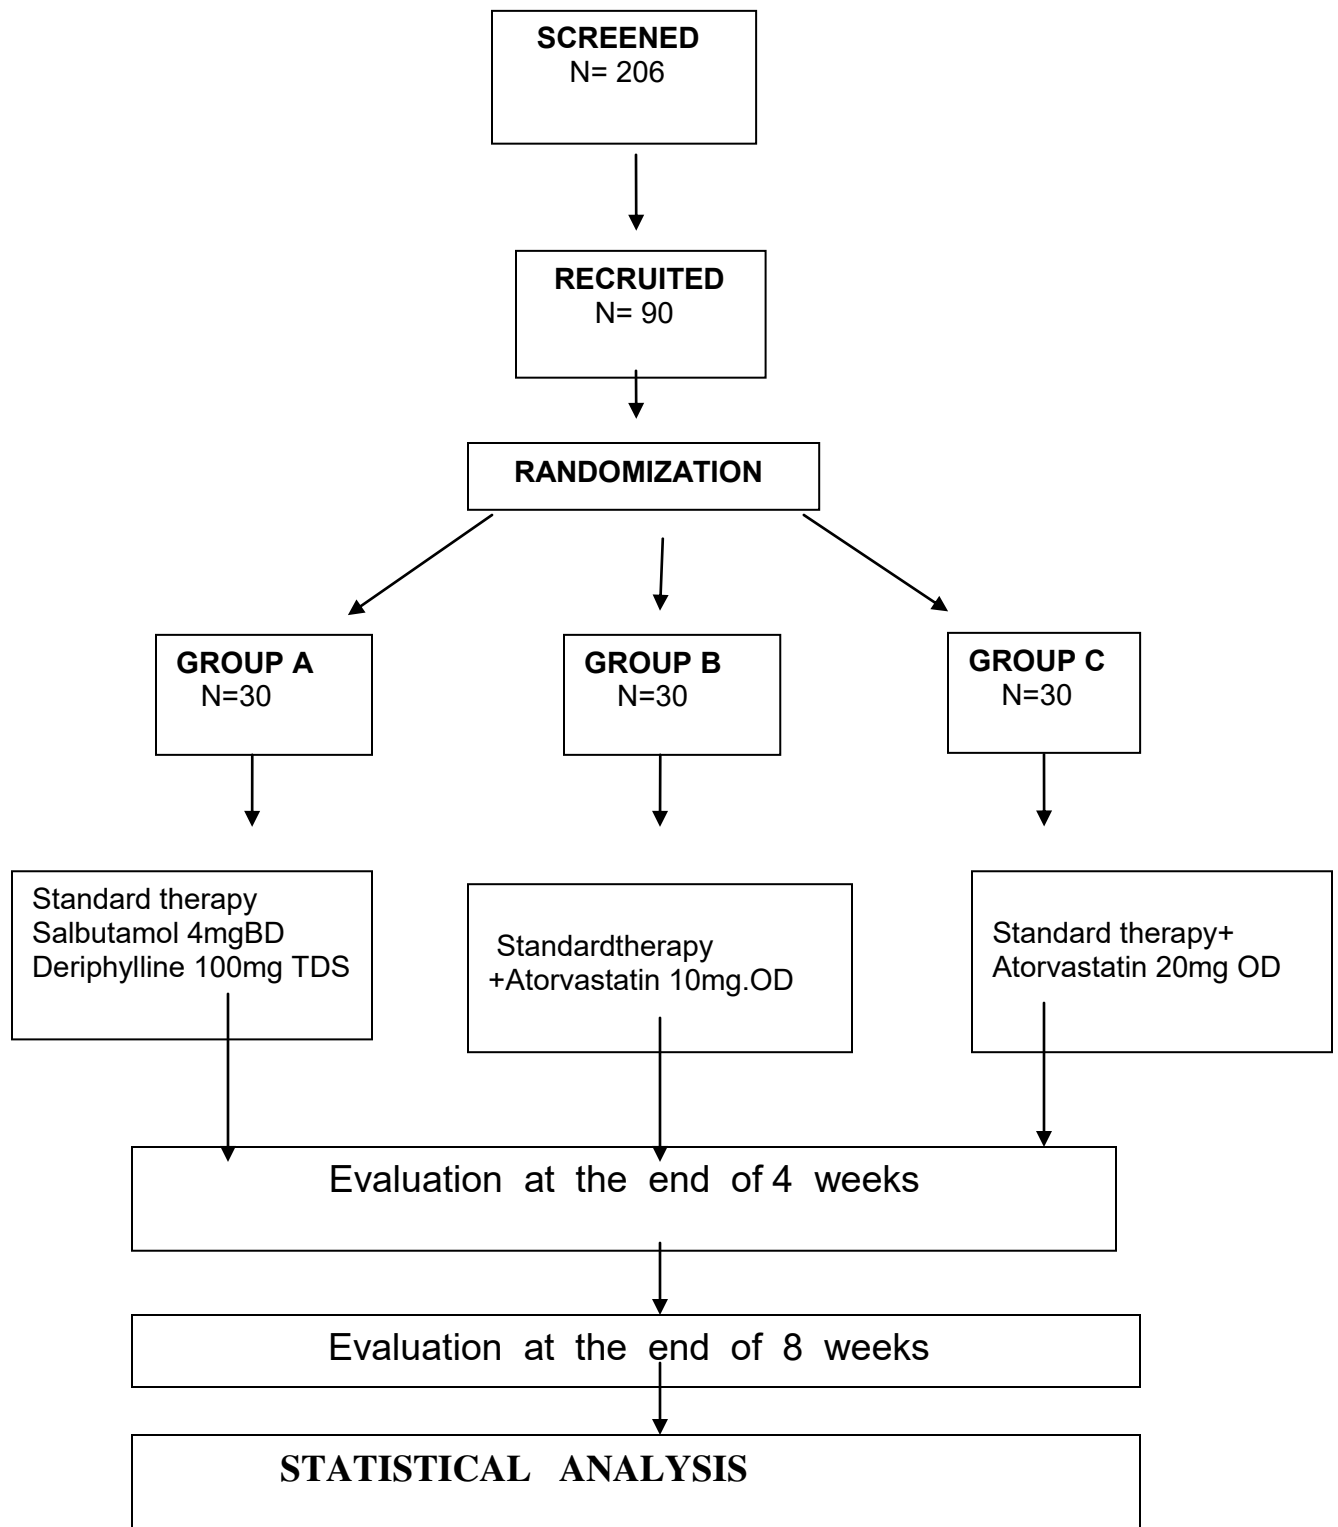 SCREENED
N= 206
RECRUITED
N= 90
RANDOMIZATION
GROUP A
N=30
GROUP B
N=30
GROUP C
N=30
Standard therapy
Salbutamol 4mgBD
Deriphylline 100mg TDS
Standardtherapy
+Atorvastatin 10mg.OD
Standard therapy+
Atorvastatin 20mg OD
Evaluation at the end of 4 weeks
Evaluation at the end of 8 weeks
STATISTICAL ANALYSIS